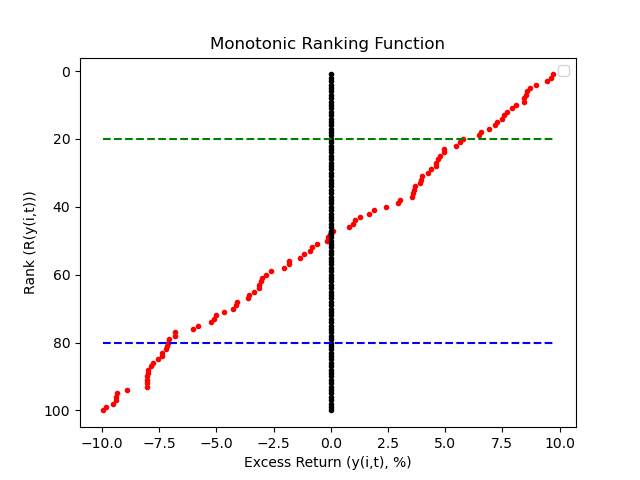 Monotonic Ranking Function
0
20
40
60
80
100
Rank (R(y(i,t)))
−10.0 −7.5 −5.0 −2.5 0.0 2.5 5.0 7.5 10.0
Excess Return (y(i,t), %)